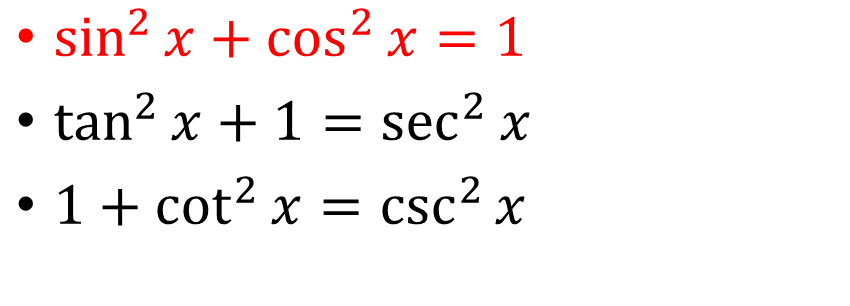 • sin² x + cos² x = 1
• tan² x + 1 = sec² x
• 1 + cot² x = csc² x